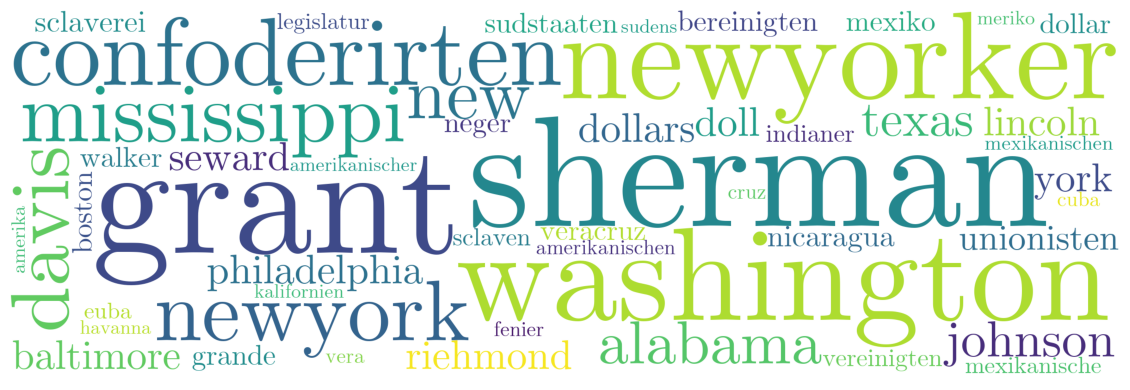 sclaverei legislatur sudstaaten sudens bereinigten mexiko meriko dollar
confoderirten newyorker
mississippi new neger dollars doll indianer texas lincoln
mexikanischen
davis walker seward amerikanischer grant sherman york
boston cruz cuba
amerika sclaven veracruz amerikanischen nicaragua unionisten
philadelphia washington
kalifornien
euba havanna newyork fenier alabama johnson
baltimore grande vera riehmond vereinigten mexikanische